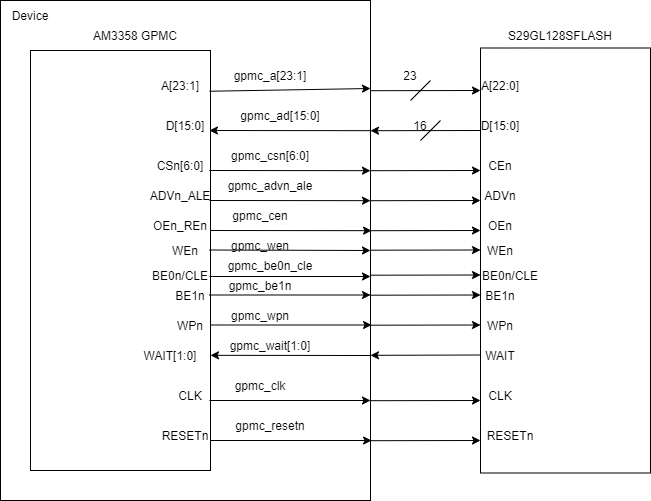 Device
AM3358 GPMC
S29GL128SFLASH
A[23:1] gpmc_a[23:1] 23 A[22:0]
D[15:0] gpmc_ad[15:0] 16 D[15:0]
CSn[6:0] gpmc_csn[6:0] CEn
ADVn_ALE gpmc_advn_ale ADVn
OEn_REn gpmc_cen OEn
WEn gpmc_wen WEn
BE0n/CLE gpmc_be0n_cle BE0n/CLE
BE1n gpmc_be1n BE1n
WPn gpmc_wpn WPn
WAIT[1:0] gpmc_wait[1:0] WAIT
CLK gpmc_clk CLK
RESETn gpmc_resetn RESETn